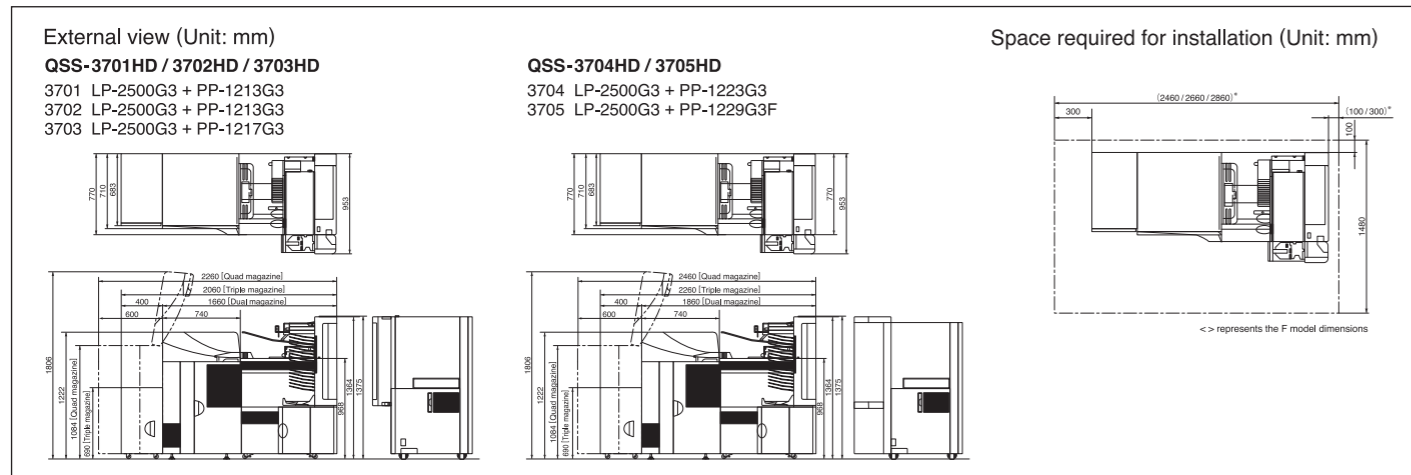 External view (Unit: mm)
QSS-3701HD / 3702HD / 3703HD
3701 LP-2500G3 + PP-1213G3
3702 LP-2500G3 + PP-1213G3
3703 LP-2500G3 + PP-1217G3
770
710
683
953
2260 [Quad magazine]
2060 [Triple magazine]
400
1660 [Dual magazine]
600
740
1806
1222
1084 [Quad magazine]
690 [Triple magazine]
968
1364
1375
QSS-3704HD / 3705HD
3704 LP-2500G3 + PP-1223G3
3705 LP-2500G3 + PP-1229G3F
770
710
683
770
953
2460 [Quad magazine]
2260 [Triple magazine]
400
1860 [Dual magazine]
600
740
1806
1222
1084 [Quad magazine]
690 [Triple magazine]
968
1364
1375
Space required for installation (Unit: mm)
(2460 / 2660 / 2860)*
300
(100 / 300)*
100
1480
< > represents the F model dimensions